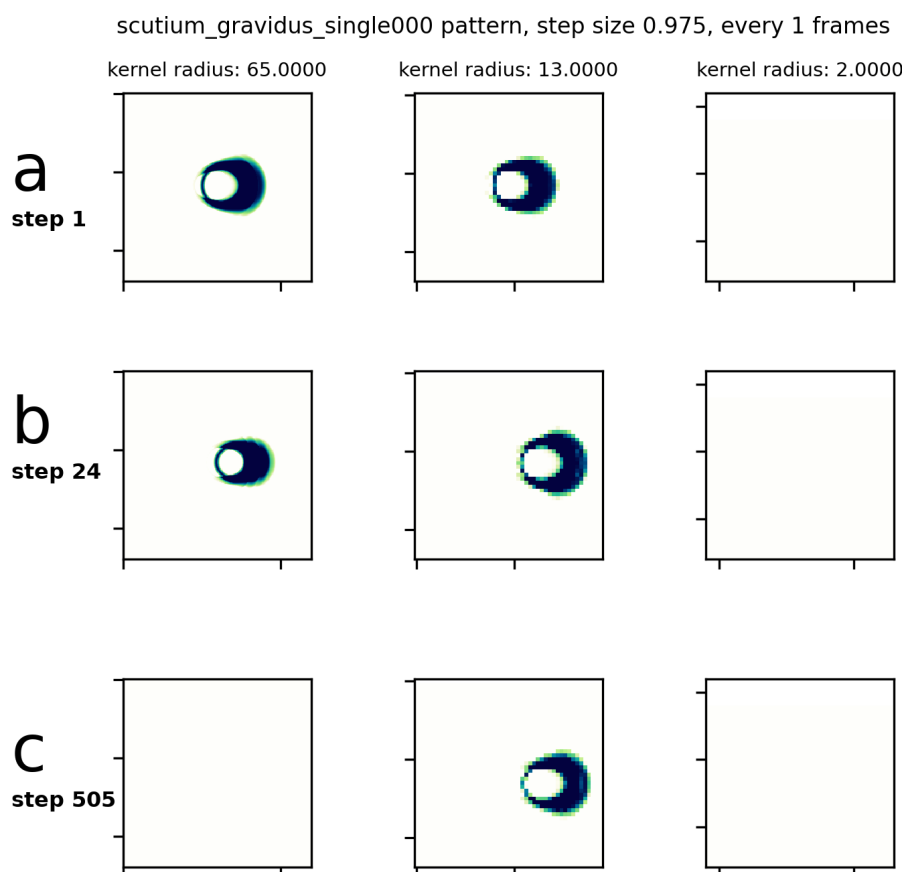 scutium_gravidus_single000 pattern, step size 0.975, every 1 frames
kernel radius: 65.0000 kernel radius: 13.0000 kernel radius: 2.0000
a
step 1
b
step 24
c
step 505